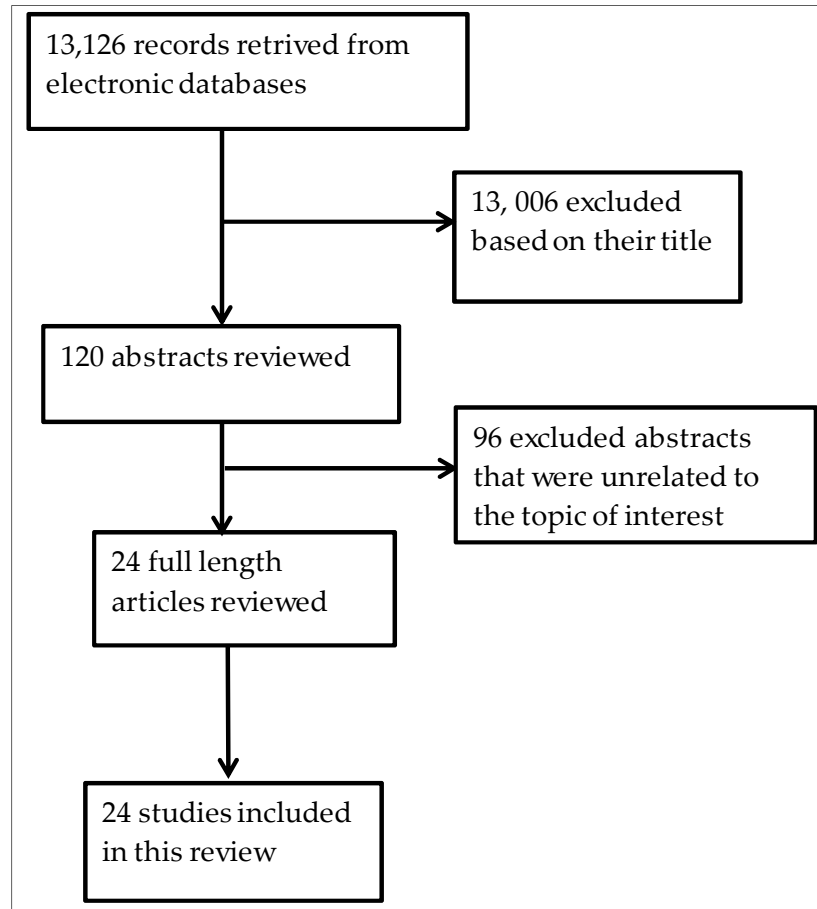 13,126 records retrived from
electronic databases
13, 006 excluded
based on their title
120 abstracts reviewed
96 excluded abstracts
that were unrelated to
the topic of interest
24 full length
articles reviewed
24 studies included
in this review